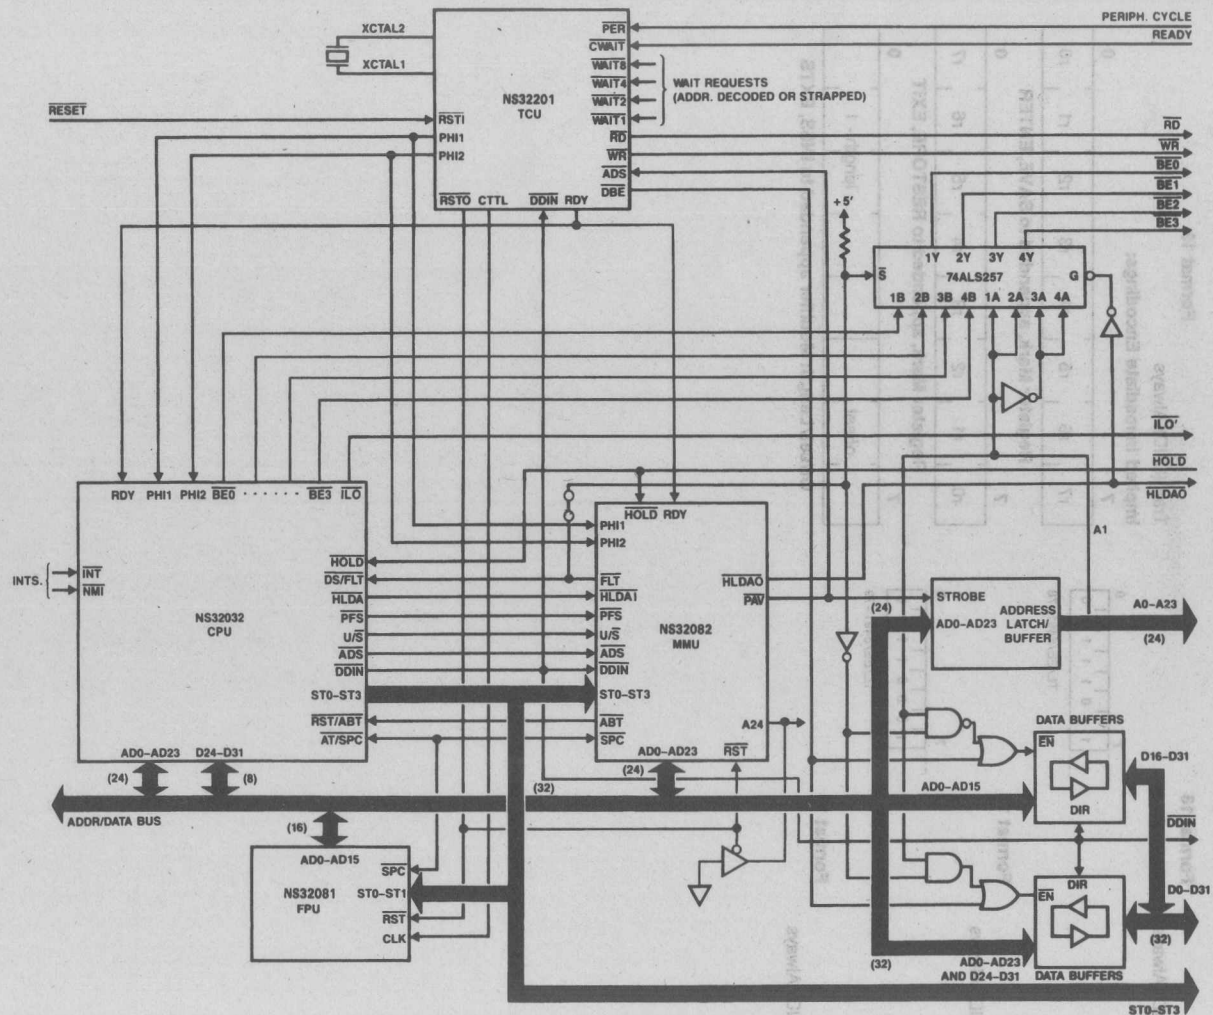 XCTAL2
XCTAL1
NS32201
TCU
PER
CWAIT
WAIT8
WAIT4
WAIT2
WAIT1
RD
WR
ADS
DBE
RSTI
PHI1
PHI2
RSTO CTTL DDIN RDY
RESET
PERIPH. CYCLE
READY
WAIT REQUESTS
(ADDR. DECODED OR STRAPPED)
RD
WR
BE0
BE1
BE2
BE3
+5'
1Y 2Y 3Y 4Y
S 74ALS257 G
1B 2B 3B 4B 1A 2A 3A 4A
ILO'
HOLD
HLDAO
A1
RDY PHI1 PHI2 BE0 · · · · · · BE3 ILO
INTS.
INT
NMI
NS32032
CPU
HOLD
DS/FLT
HLDA
PFS
U/S
ADS
DDIN
ST0–ST3
RST/ABT
AT/SPC
AD0–AD23 D24–D31
(24) (8)
HOLD RDY
PHI1
PHI2
FLT
HLDAI
PFS
U/S
ADS
DDIN
ST0–ST3
ABT
SPC
NS32082
MMU
HLDAO
PAV
A24
AD0–AD23 RST
(24)
(32)
ADDR/DATA BUS
(16)
AD0–AD15
NS32081
FPU
SPC
ST0–ST1
RST
CLK
(24)
STROBE
AD0–AD23
ADDRESS
LATCH/
BUFFER
A0–A23
(24)
DATA BUFFERS
EN
DIR
D16–D31
AD0–AD15
DDIN
DIR
EN
D0–D31
(32)
(32)
AD0–AD23
AND D24–D31
DATA BUFFERS
ST0–ST3